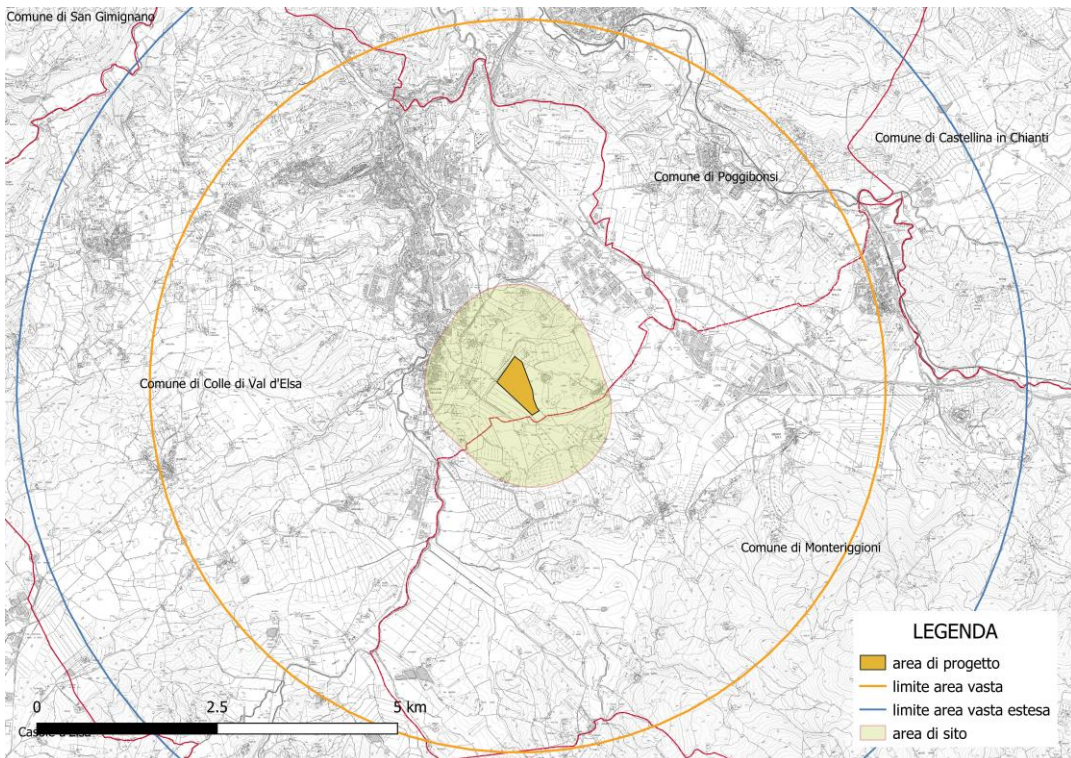 Comune di San Gimignano
Comune di Castellina in Chianti
Comune di Poggibonsi
Comune di Colle di Val d'Elsa
Comune di Monteriggioni
LEGENDA
area di progetto
limite area vasta
limite area vasta estesa
area di sito
0 2.5 5 km